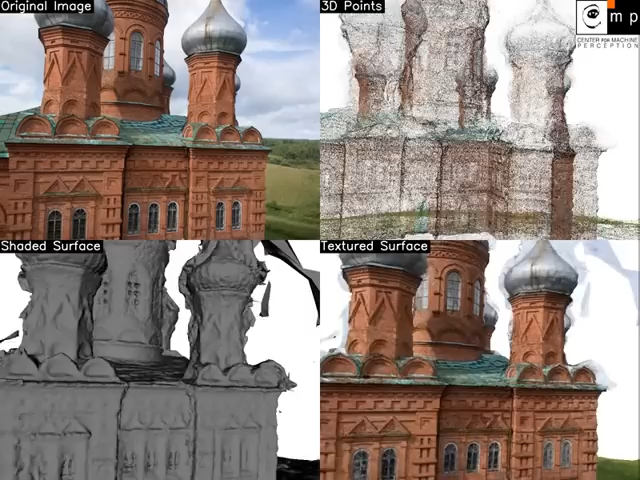 Original Image
3D Points
m p
CENTER FOR MACHINE
PERCEPTION
Shaded Surface
Textured Surface